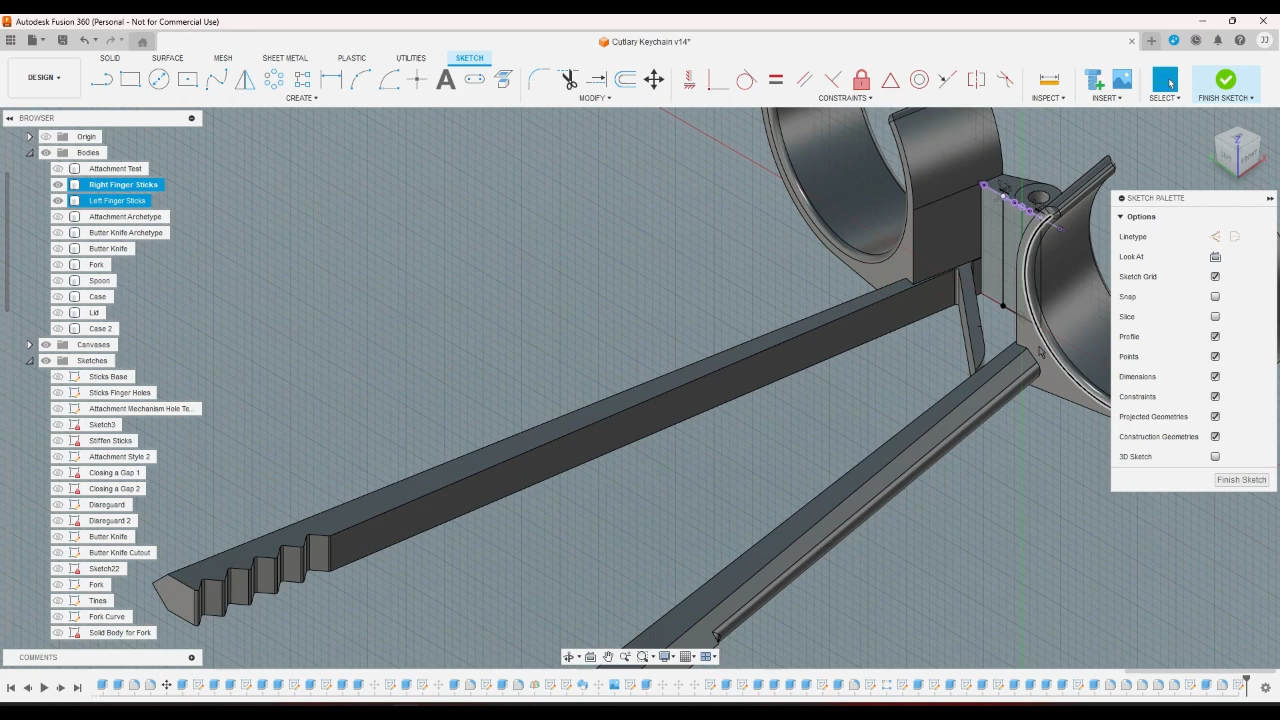 Autodesk Fusion 360 (Personal - Not for Commercial Use)
Cutlary Keychain v14*
JJ
SOLID SURFACE MESH SHEET METAL PLASTIC UTILITIES SKETCH
DESIGN
CREATE MODIFY CONSTRAINTS INSPECT INSERT SELECT FINISH SKETCH
BROWSER
Origin
Bodies
Attachment Test
Right Finger Sticks
Left Finger Sticks
Attachment Archetype
Butter Knife Archetype
Butter Knife
Fork
Spoon
Case
Lid
Case 2
Canvases
Sketches
Sticks Base
Sticks Finger Holes
Attachment Mechanism Hole Te...
Sketch3
Stiffen Sticks
Attachment Style 2
Closing a Gap 1
Closing a Gap 2
Disreguard
Disreguard 2
Butter Knife
Butter Knife Cutout
Sketch22
Fork
Tines
Fork Curve
Solid Body for Fork
COMMENTS
Z
LEFT FRONT
SKETCH PALETTE
Options
Linetype
Look At
Sketch Grid
Snap
Slice
Profile
Points
Dimensions
Constraints
Projected Geometries
Construction Geometries
3D Sketch
Finish Sketch